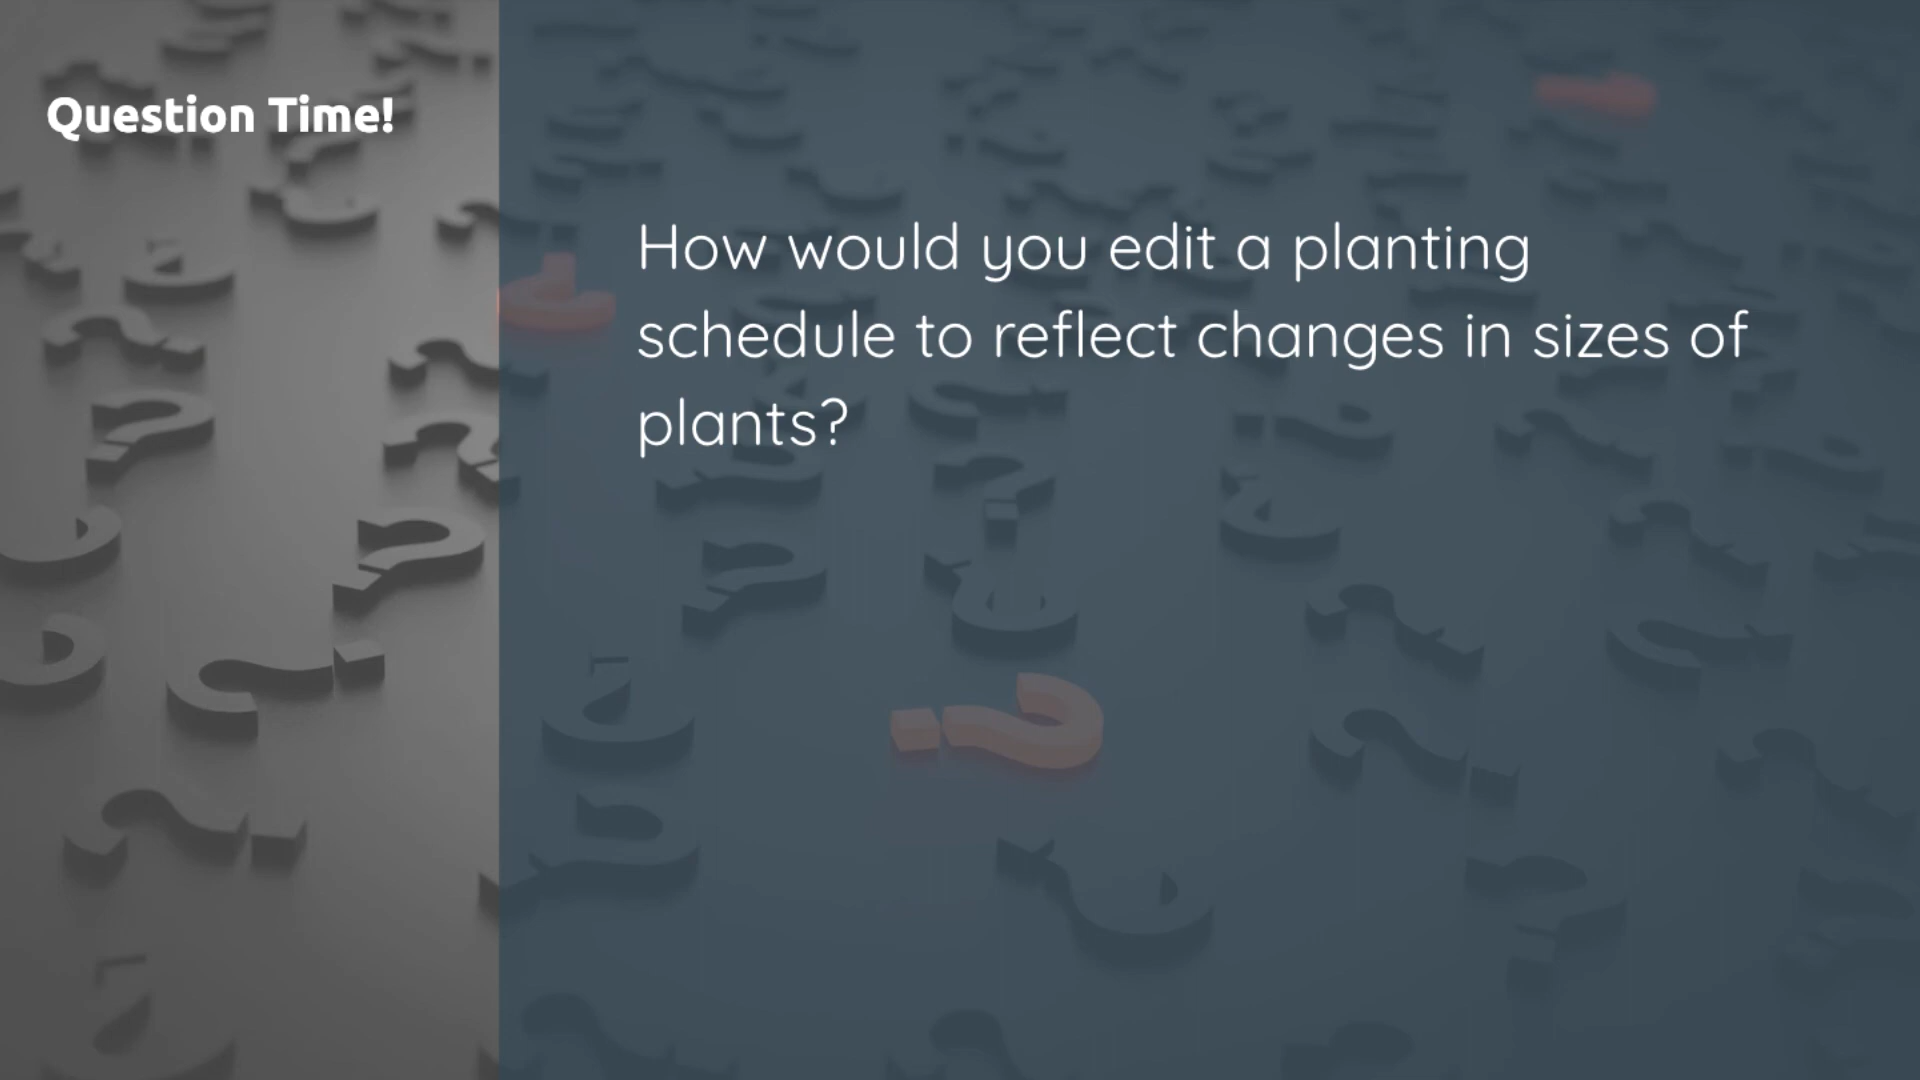 Question Time!
How would you edit a planting
schedule to reflect changes in sizes of
plants?